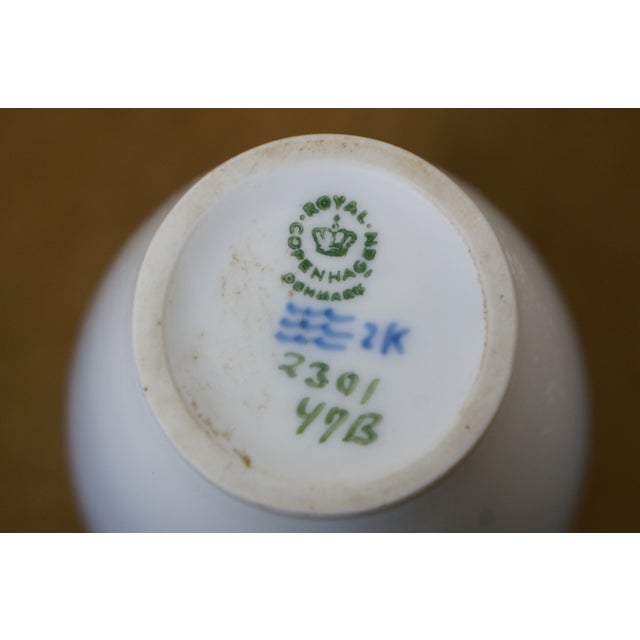 ROYAL
COPENHAGEN
DENMARK
2K
2301
47B